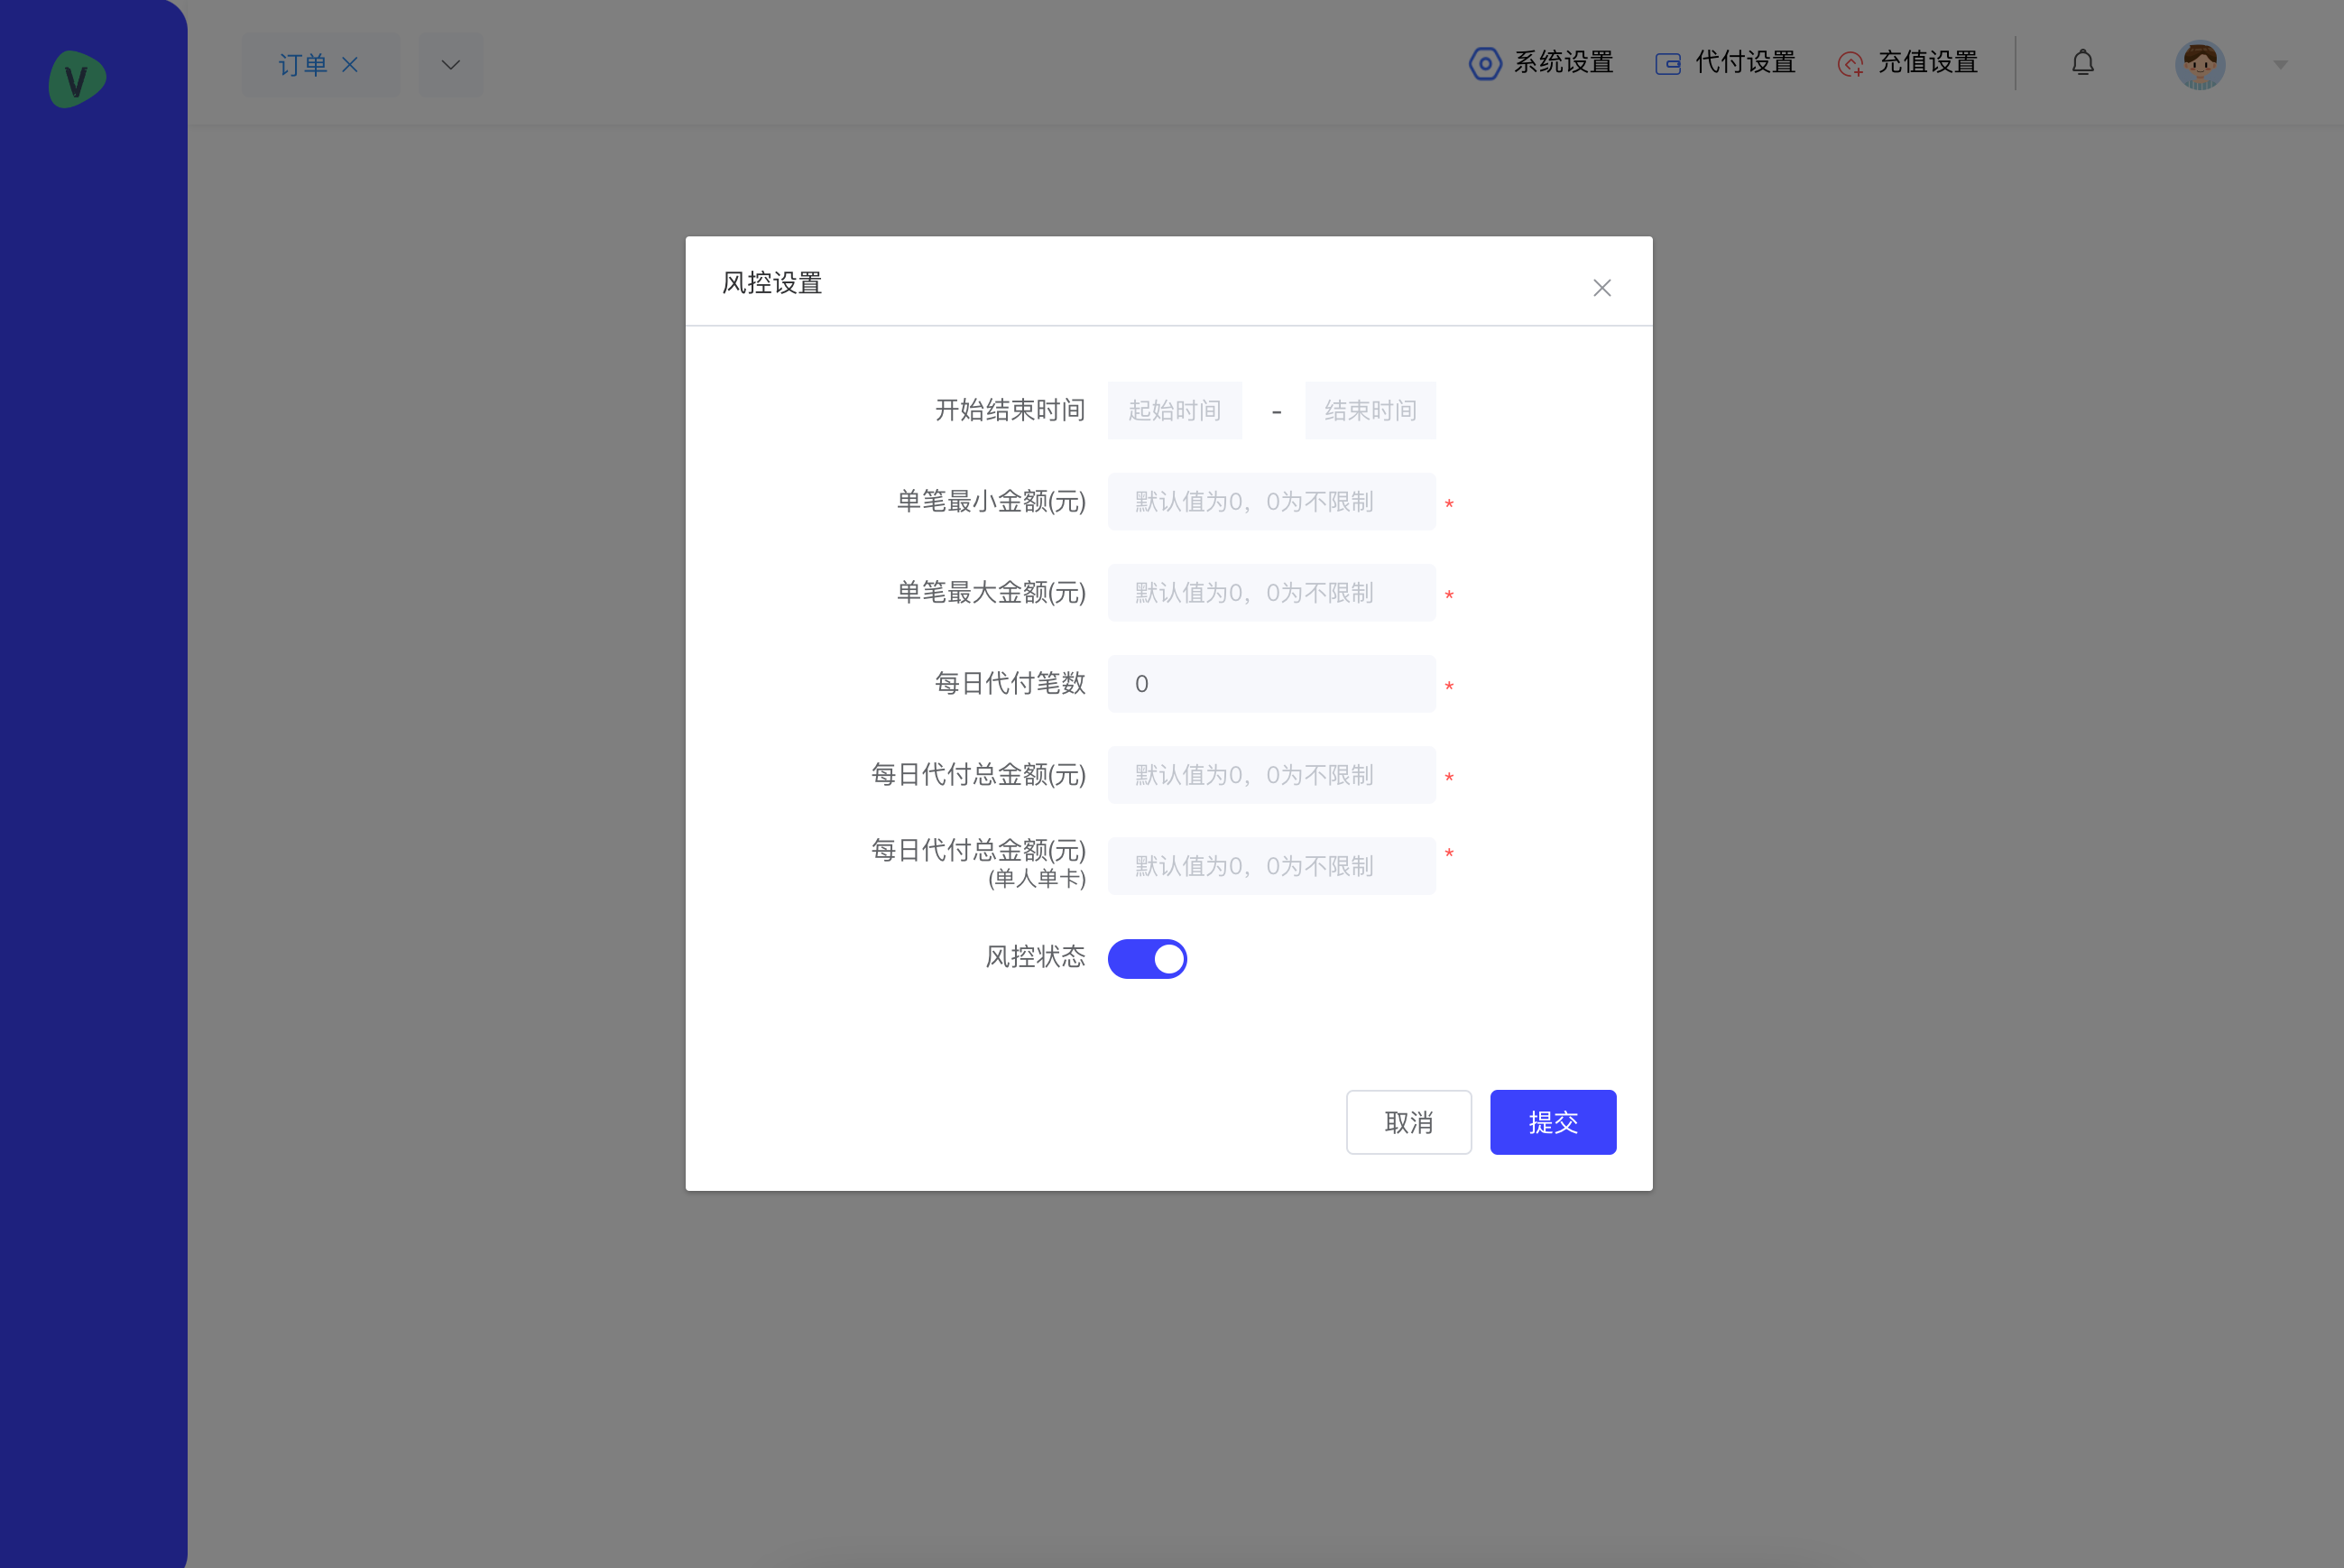 V
订单
系统设置
代付设置
充值设置
风控设置
开始结束时间 起始时间 - 结束时间
单笔最小金额(元) 默认值为0，0为不限制 *
单笔最大金额(元) 默认值为0，0为不限制 *
每日代付笔数 0 *
每日代付总金额(元) 默认值为0，0为不限制 *
每日代付总金额(元) 默认值为0，0为不限制 *
(单人单卡)
风控状态
取消 提交